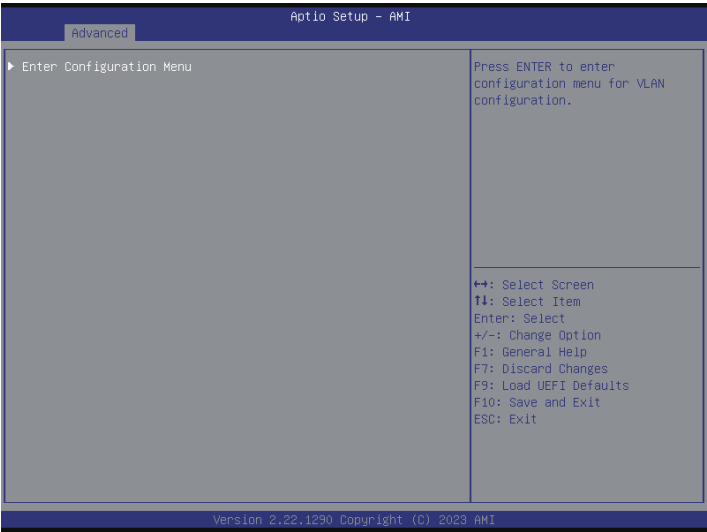 Aptio Setup – AMI
Advanced
▶ Enter Configuration Menu
Press ENTER to enter
configuration menu for VLAN
configuration.
↔: Select Screen
↑↓: Select Item
Enter: Select
+/-: Change Option
F1: General Help
F7: Discard Changes
F9: Load UEFI Defaults
F10: Save and Exit
ESC: Exit
Version 2.22.1290 Copyright (C) 2023 AMI